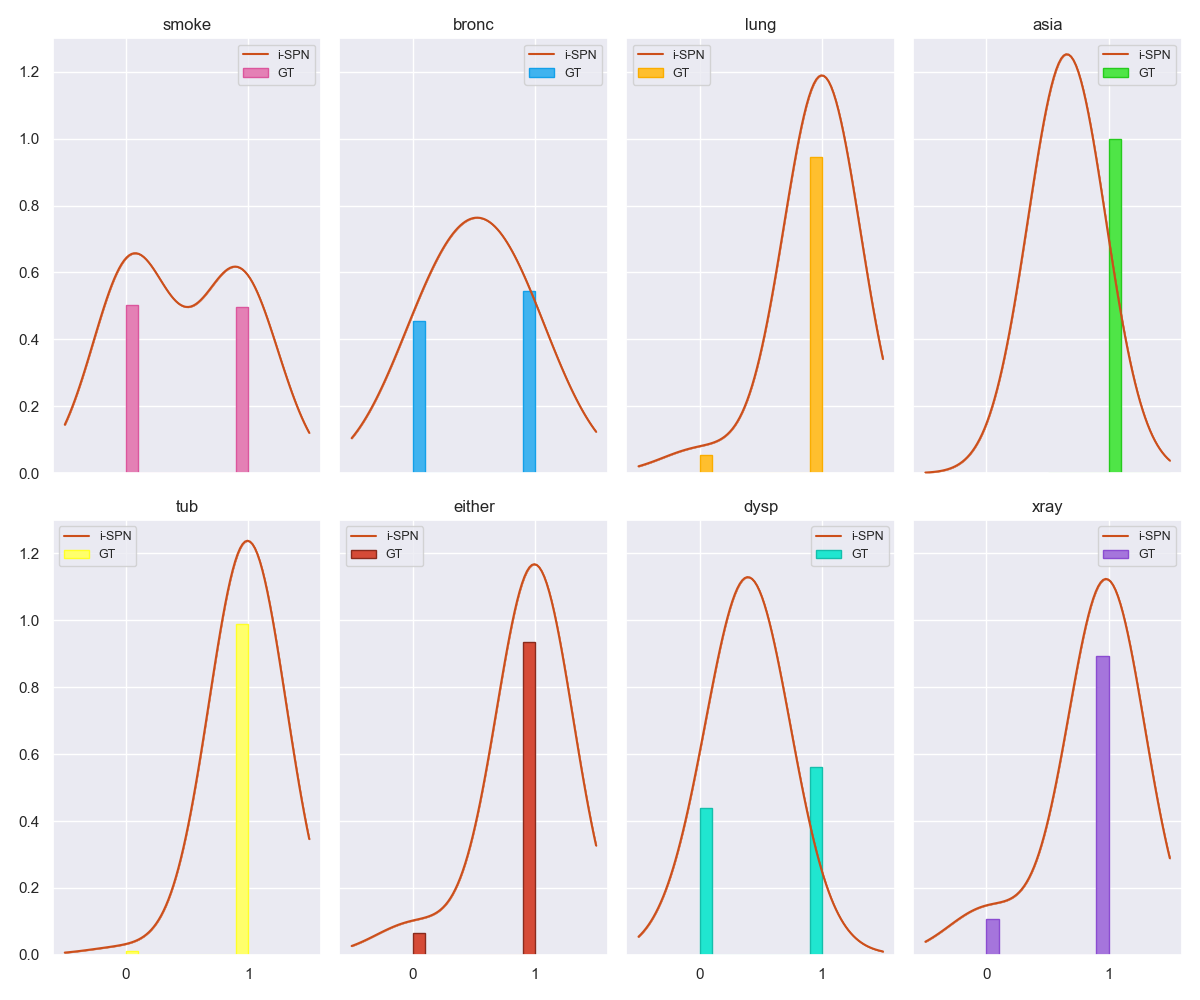 smoke bronc lung asia
i-SPN i-SPN i-SPN i-SPN
GT GT GT GT
1.2
1.0
0.8
0.6
0.4
0.2
0.0
tub either dysp xray
i-SPN i-SPN i-SPN i-SPN
GT GT GT GT
1.2
1.0
0.8
0.6
0.4
0.2
0.0
0 1 0 1 0 1 0 1